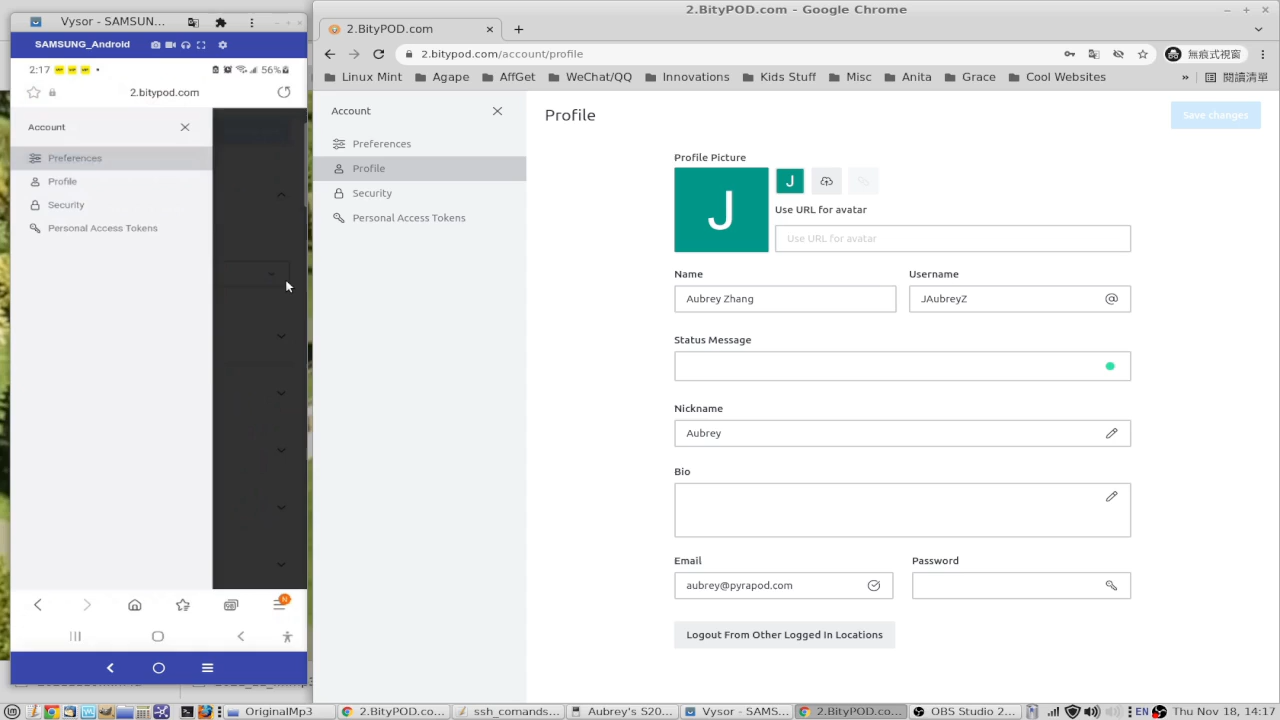 Vysor - SAMSUN...
2.BityPOD.com - Google Chrome
2.BityPOD.com
SAMSUNG_Android
2.bitypod.com/account/profile
無痕式視窗
Linux Mint
Agape
AffGet
WeChat/QQ
Innovations
Kids Stuff
Misc
Anita
Grace
Cool Websites
»
閱讀清單
2:17
56%
2.bitypod.com
Account
Preferences
Profile
Security
Personal Access Tokens
N
Account
Preferences
Profile
Security
Personal Access Tokens
Profile
Save changes
Profile Picture
J
J
Use URL for avatar
Use URL for avatar
Name
Username
Aubrey Zhang
JAubreyZ
@
Status Message
Nickname
Aubrey
Bio
Email
Password
aubrey@pyrapod.com
Logout From Other Logged In Locations
OriginalMp3
2.BityPOD.co...
ssh_comands...
Aubrey's S20...
Vysor - SAMS...
2.BityPOD.co...
OBS Studio 2...
EN
Thu Nov 18, 14:17